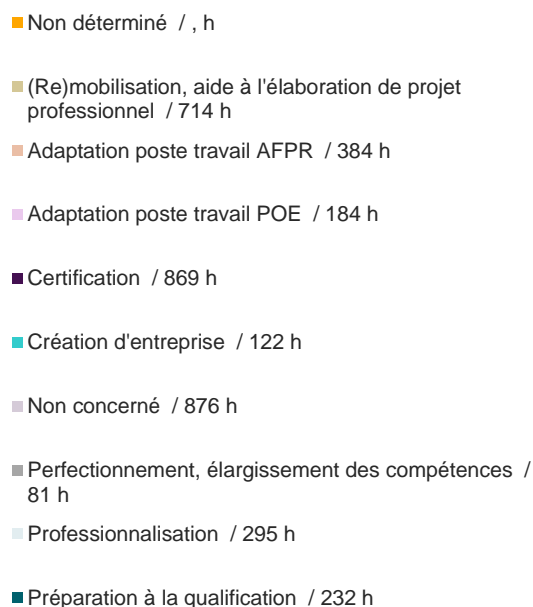 Non déterminé / , h
(Re)mobilisation, aide à l'élaboration de projet
professionnel / 714 h
Adaptation poste travail AFPR / 384 h
Adaptation poste travail POE / 184 h
Certification / 869 h
Création d'entreprise / 122 h
Non concerné / 876 h
Perfectionnement, élargissement des compétences /
81 h
Professionnalisation / 295 h
Préparation à la qualification / 232 h